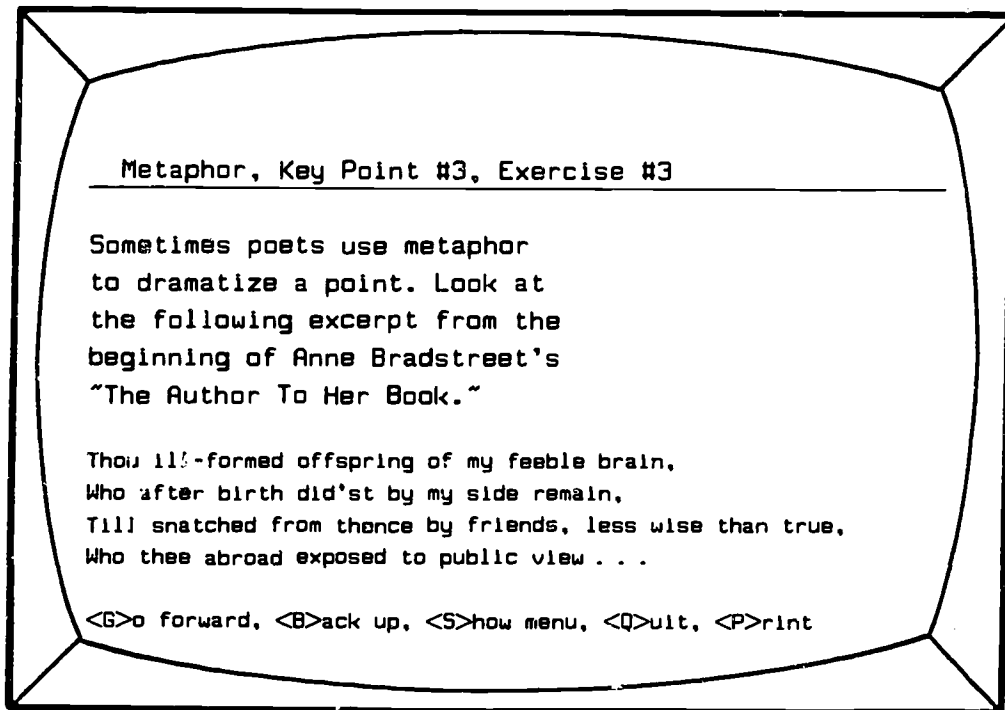 Metaphor, Key Point #3, Exercise #3
Sometimes poets use metaphor
to dramatize a point. Look at
the following excerpt from the
beginning of Anne Bradstreet's
"The Author To Her Book."
Thou ill-formed offspring of my feeble brain,
Who after birth did'st by my side remain,
Till snatched from thence by friends, less wise than true,
Who thee abroad exposed to public view . . .
<G>o forward, <B>ack up, <S>how menu, <Q>uit, <P>rint